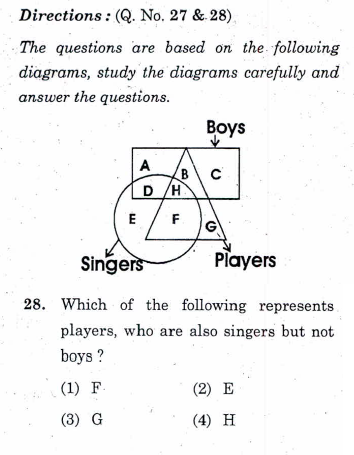 Directions : (Q. No. 27 & 28)
The questions are based on the following
diagrams, study the diagrams carefully and
answer the questions.
Boys
A
B
C
D
H
E
F
G
Singers
Players
28. Which of the following represents
players, who are also singers but not
boys ?
(1) F
(2) E
(3) G
(4) H